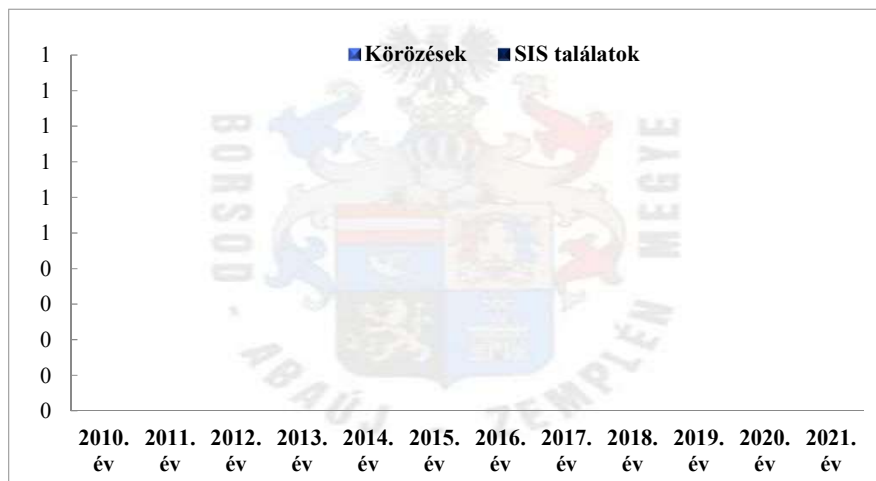 Körözések SIS találatok
1
1
1
1
1
1
0
0
0
0
0
BORSOD - ABAÚJ - ZEMPLÉN MEGYE
2010. 2011. 2012. 2013. 2014. 2015. 2016. 2017. 2018. 2019. 2020. 2021.
év év év év év év év év év év év év